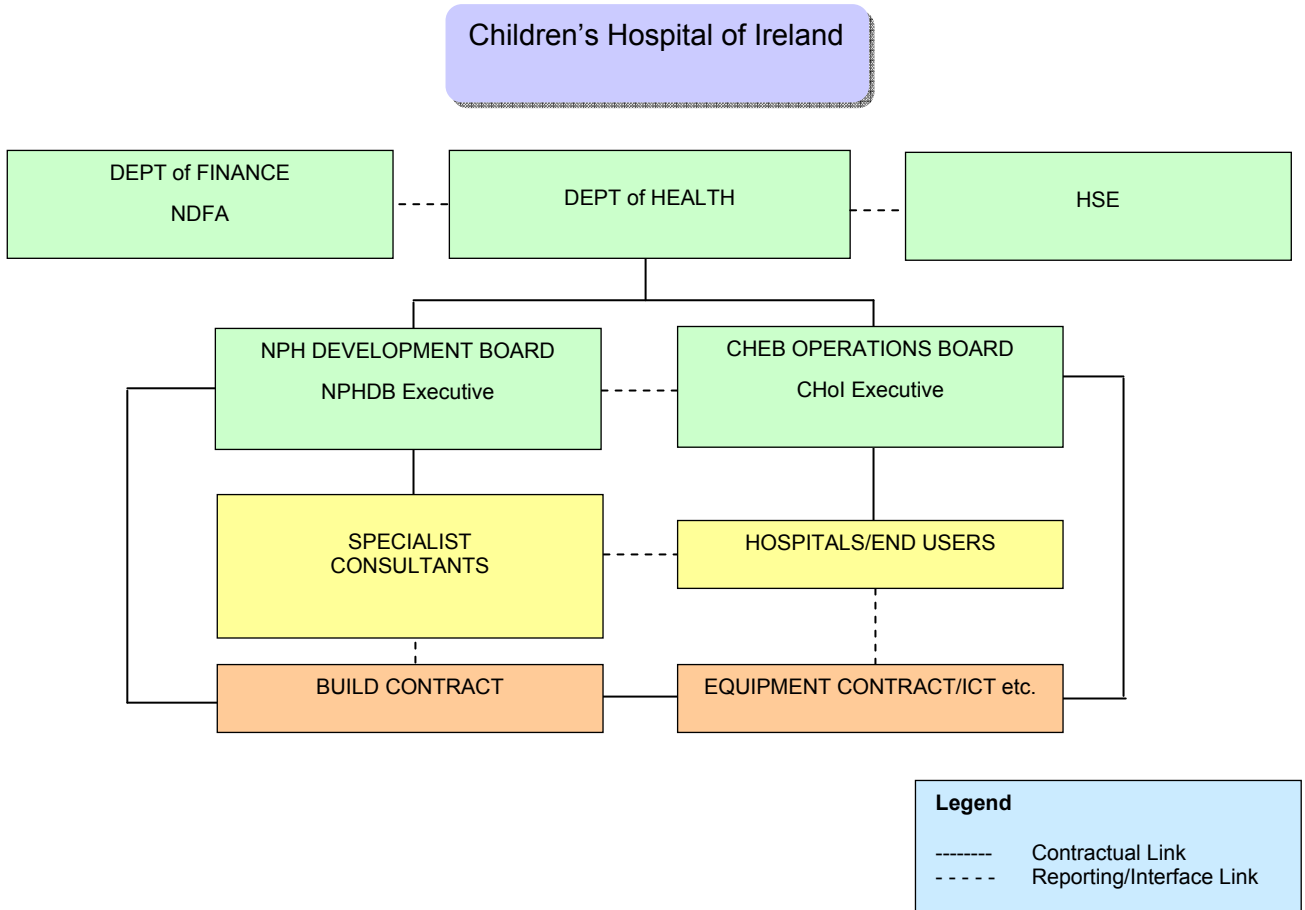 Children’s Hospital of Ireland
DEPT of FINANCE
NDFA
DEPT of HEALTH
HSE
NPH DEVELOPMENT BOARD
NPHDB Executive
CHEB OPERATIONS BOARD
CHoI Executive
SPECIALIST
CONSULTANTS
HOSPITALS/END USERS
BUILD CONTRACT
EQUIPMENT CONTRACT/ICT etc.
Legend
-------- Contractual Link
- - - - - Reporting/Interface Link